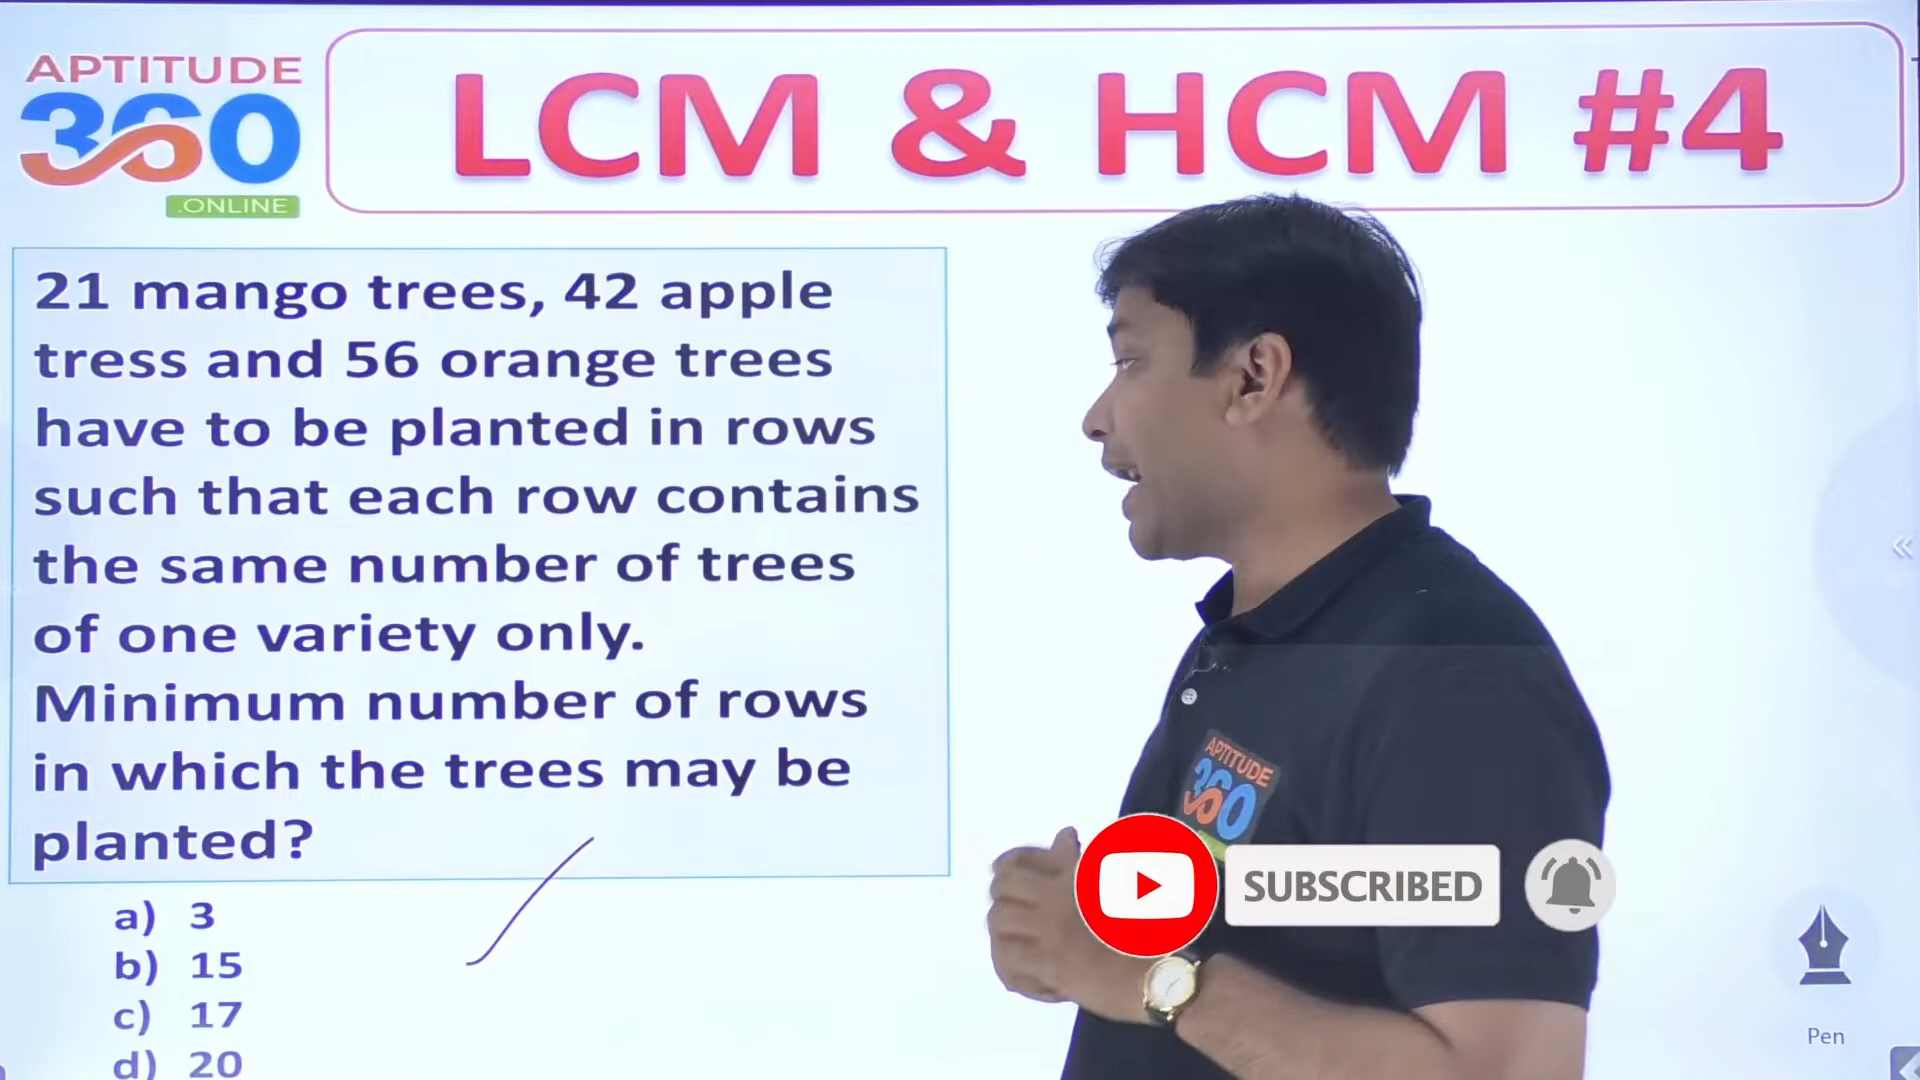 APTITUDE
360
.ONLINE
LCM & HCM #4
21 mango trees, 42 apple
tress and 56 orange trees
have to be planted in rows
such that each row contains
the same number of trees
of one variety only.
Minimum number of rows
in which the trees may be
planted?
a) 3
b) 15
c) 17
d) 20
APTITUDE
360
SUBSCRIBED
Pen